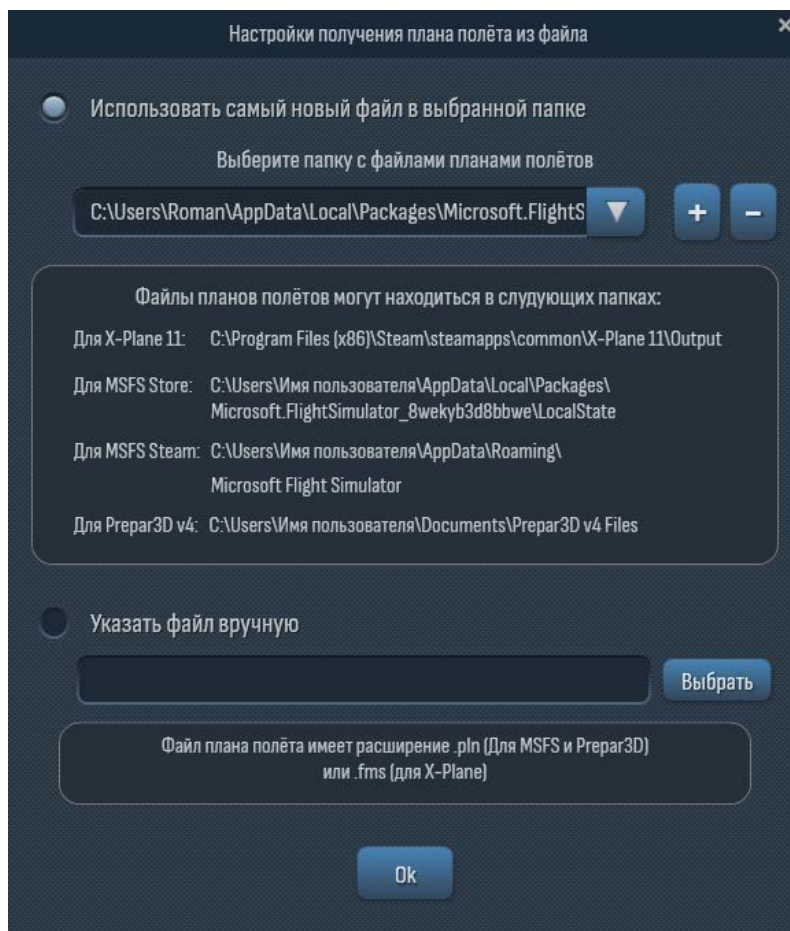 Настройки получения плана полёта из файла
Использовать самый новый файл в выбранной папке
Выберите папку с файлами планами полётов
C:\Users\Roman\AppData\Local\Packages\Microsoft.FlightS
Файлы планов полётов могут находиться в слудующих папках:
Для X-Plane 11: C:\Program Files (x86)\Steam\steamapps\common\X-Plane 11\Output
Для MSFS Store: C:\Users\Имя пользователя\AppData\Local\Packages\
Microsoft.FlightSimulator_8wekyb3d8bbwe\LocalState
Для MSFS Steam: C:\Users\Имя пользователя\AppData\Roaming\
Microsoft Flight Simulator
Для Prepar3D v4: C:\Users\Имя пользователя\Documents\Prepar3D v4 Files
Указать файл вручную
Выбрать
Файл плана полёта имеет расширение .pln (Для MSFS и Prepar3D)
или .fms (для X-Plane)
Ok